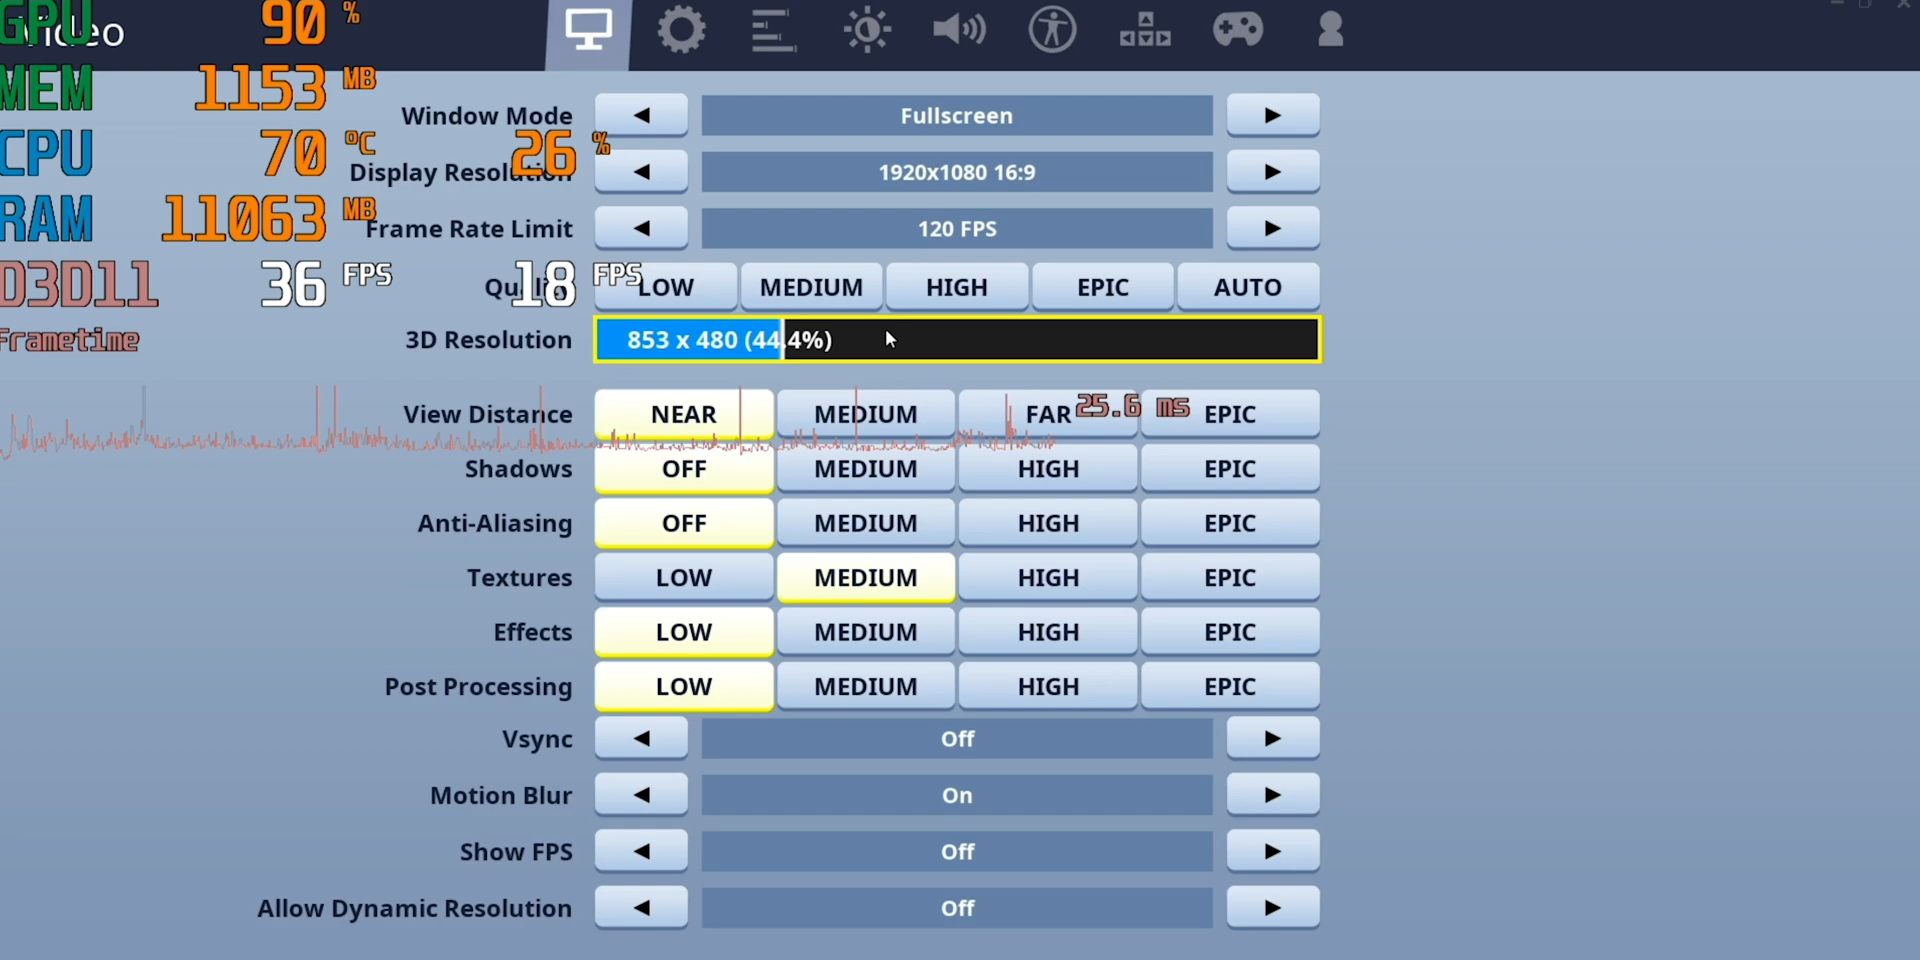 Video
GPU 90 %
MEM 1153 MB
CPU 70 °C 26 %
RAM 11063 MB
D3D11 36 FPS 18 FPS
Frametime
25.6 ms
Window Mode Fullscreen
Display Resolution 1920x1080 16:9
Frame Rate Limit 120 FPS
Quality LOW MEDIUM HIGH EPIC AUTO
3D Resolution 853 x 480 (44.4%)
View Distance NEAR MEDIUM FAR EPIC
Shadows OFF MEDIUM HIGH EPIC
Anti-Aliasing OFF MEDIUM HIGH EPIC
Textures LOW MEDIUM HIGH EPIC
Effects LOW MEDIUM HIGH EPIC
Post Processing LOW MEDIUM HIGH EPIC
Vsync Off
Motion Blur On
Show FPS Off
Allow Dynamic Resolution Off